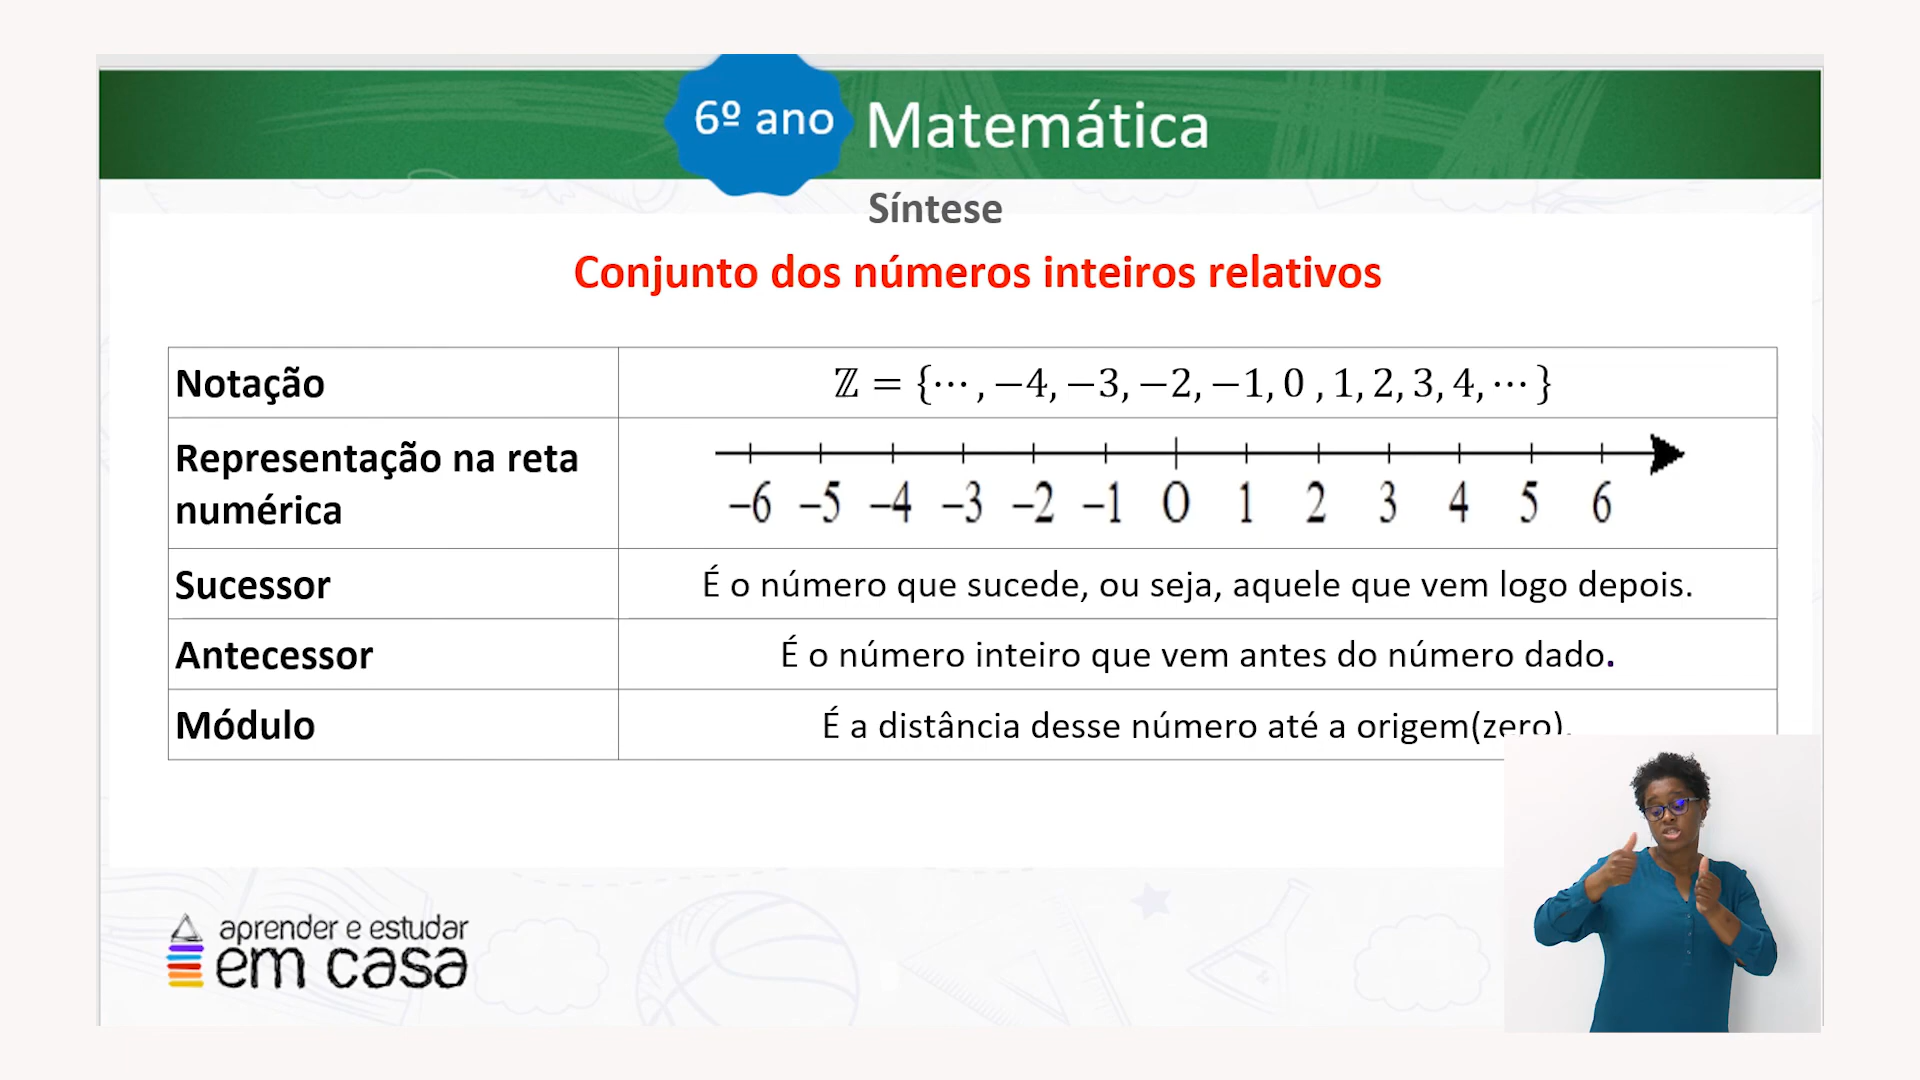 6º ano
Matemática
Síntese
Conjunto dos números inteiros relativos
Notação
ℤ = {⋯ , −4, −3, −2, −1, 0 , 1, 2, 3, 4, ⋯ }
Representação na reta
numérica
–6 –5 –4 –3 –2 –1 0 1 2 3 4 5 6
Sucessor
É o número que sucede, ou seja, aquele que vem logo depois.
Antecessor
É o número inteiro que vem antes do número dado.
Módulo
É a distância desse número até a origem(zero).
aprender e estudar
em casa